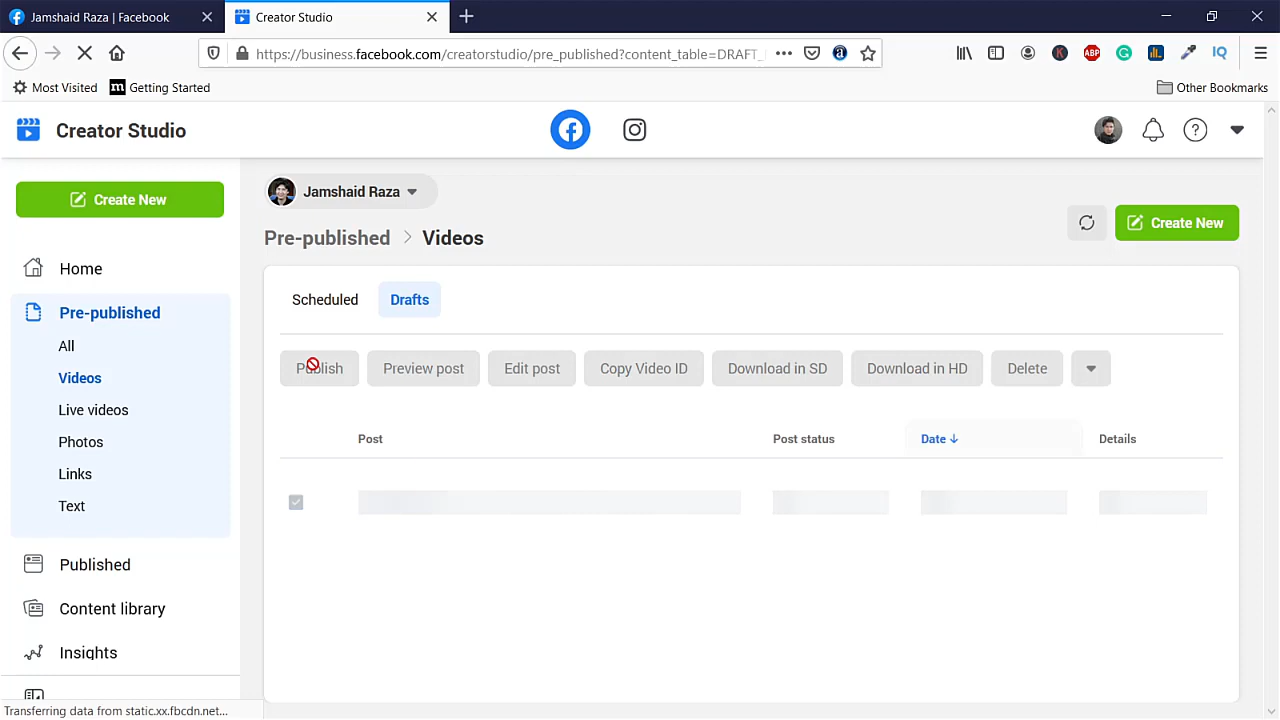 Jamshaid Raza | Facebook
Creator Studio
https://business.facebook.com/creatorstudio/pre_published?content_table=DRAFT_
ABP
IQ
Most Visited
Getting Started
Other Bookmarks
Creator Studio
Create New
Home
Pre-published
All
Videos
Live videos
Photos
Links
Text
Published
Content library
Insights
Jamshaid Raza
Pre-published > Videos
Create New
Scheduled
Drafts
Publish
Preview post
Edit post
Copy Video ID
Download in SD
Download in HD
Delete
Post
Post status
Date ↓
Details
Transferring data from static.xx.fbcdn.net...